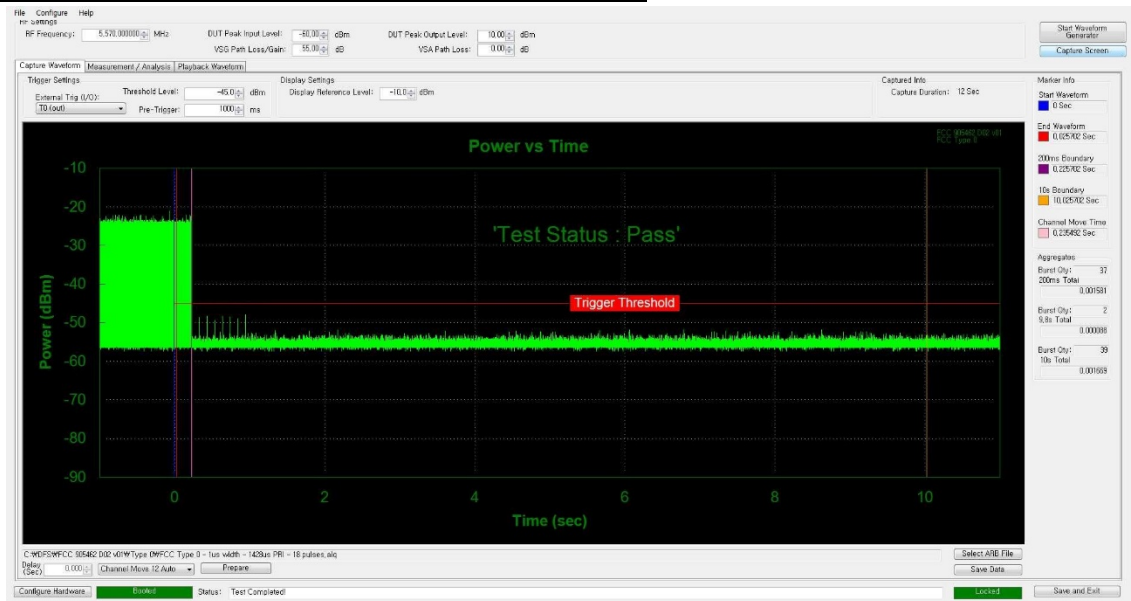 File Configure Help
RF Settings
RF Frequency: 5,570,000000 MHz DUT Peak Input Level: -60,00 dBm DUT Peak Output Level: 10,00 dBm
VSG Path Loss/Gain: 55,00 dB VSA Path Loss: 0,00 dB
Start Waveform Generator
Capture Screen
Capture Waveform Measurement / Analysis Playback Waveform
Trigger Settings
External Trig (I/O): T0 (out)
Threshold Level: -45,0 dBm
Pre-Trigger: 1000 ms
Display Settings
Display Reference Level: -10,0 dBm
Captured Info
Capture Duration: 12 Sec
Power vs Time
FCC 905462 D02 v01
FCC Type 0
'Test Status : Pass'
Trigger Threshold
Power (dBm)
-10
-20
-30
-40
-50
-60
-70
-80
-90
0 2 4 6 8 10
Time (sec)
Marker Info
Start Waveform
0 Sec
End Waveform
0,025702 Sec
200ms Boundary
0,225702 Sec
10s Boundary
10,025702 Sec
Channel Move Time
0,235492 Sec
Aggregates
Burst Qty: 37
200ms Total
0,001581
Burst Qty: 2
9,8s Total
0,000088
Burst Qty: 39
10s Total
0,001669
C:₩DFS₩FCC 905462 D02 v01₩Type 0₩FCC Type 0 - 1us width - 1428us PRI - 18 pulses,aiq
Select ARB File
Delay (Sec) 0,000 Channel Move 12 Auto Prepare
Save Data
Configure Hardware Booted Status: Test Completed! Locked Save and Exit